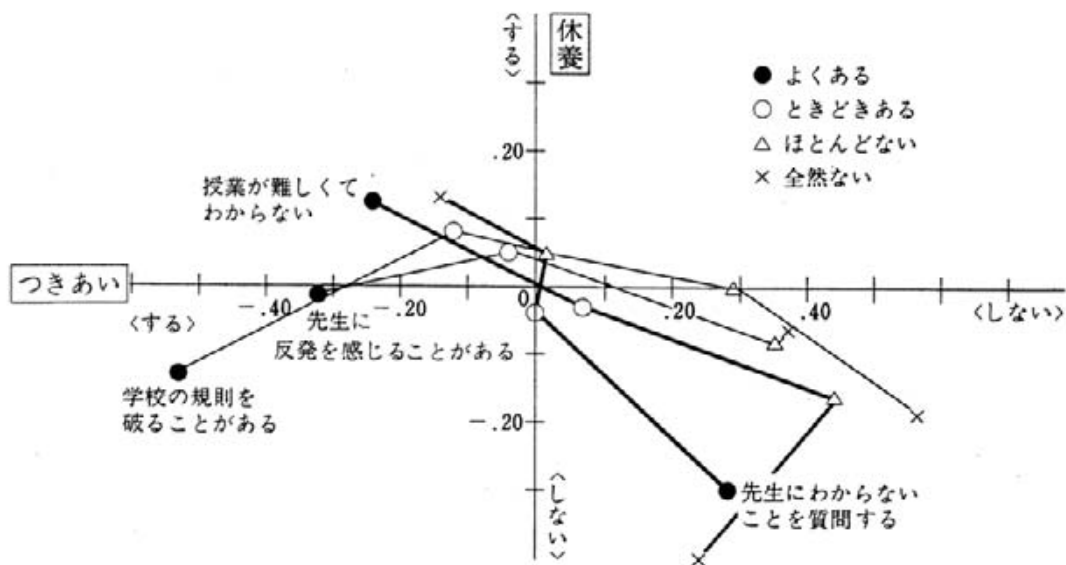 〈する〉
休養
● よくある
○ ときどきある
△ ほとんどない
× 全然ない
.20
授業が難しくて
わからない
つきあい
〈する〉
-.40
-.20
0
.20
.40
〈しない〉
先生に
反発を感じることがある
学校の規則を
破ることがある
-.20
〈しない〉
先生にわからない
ことを質問する